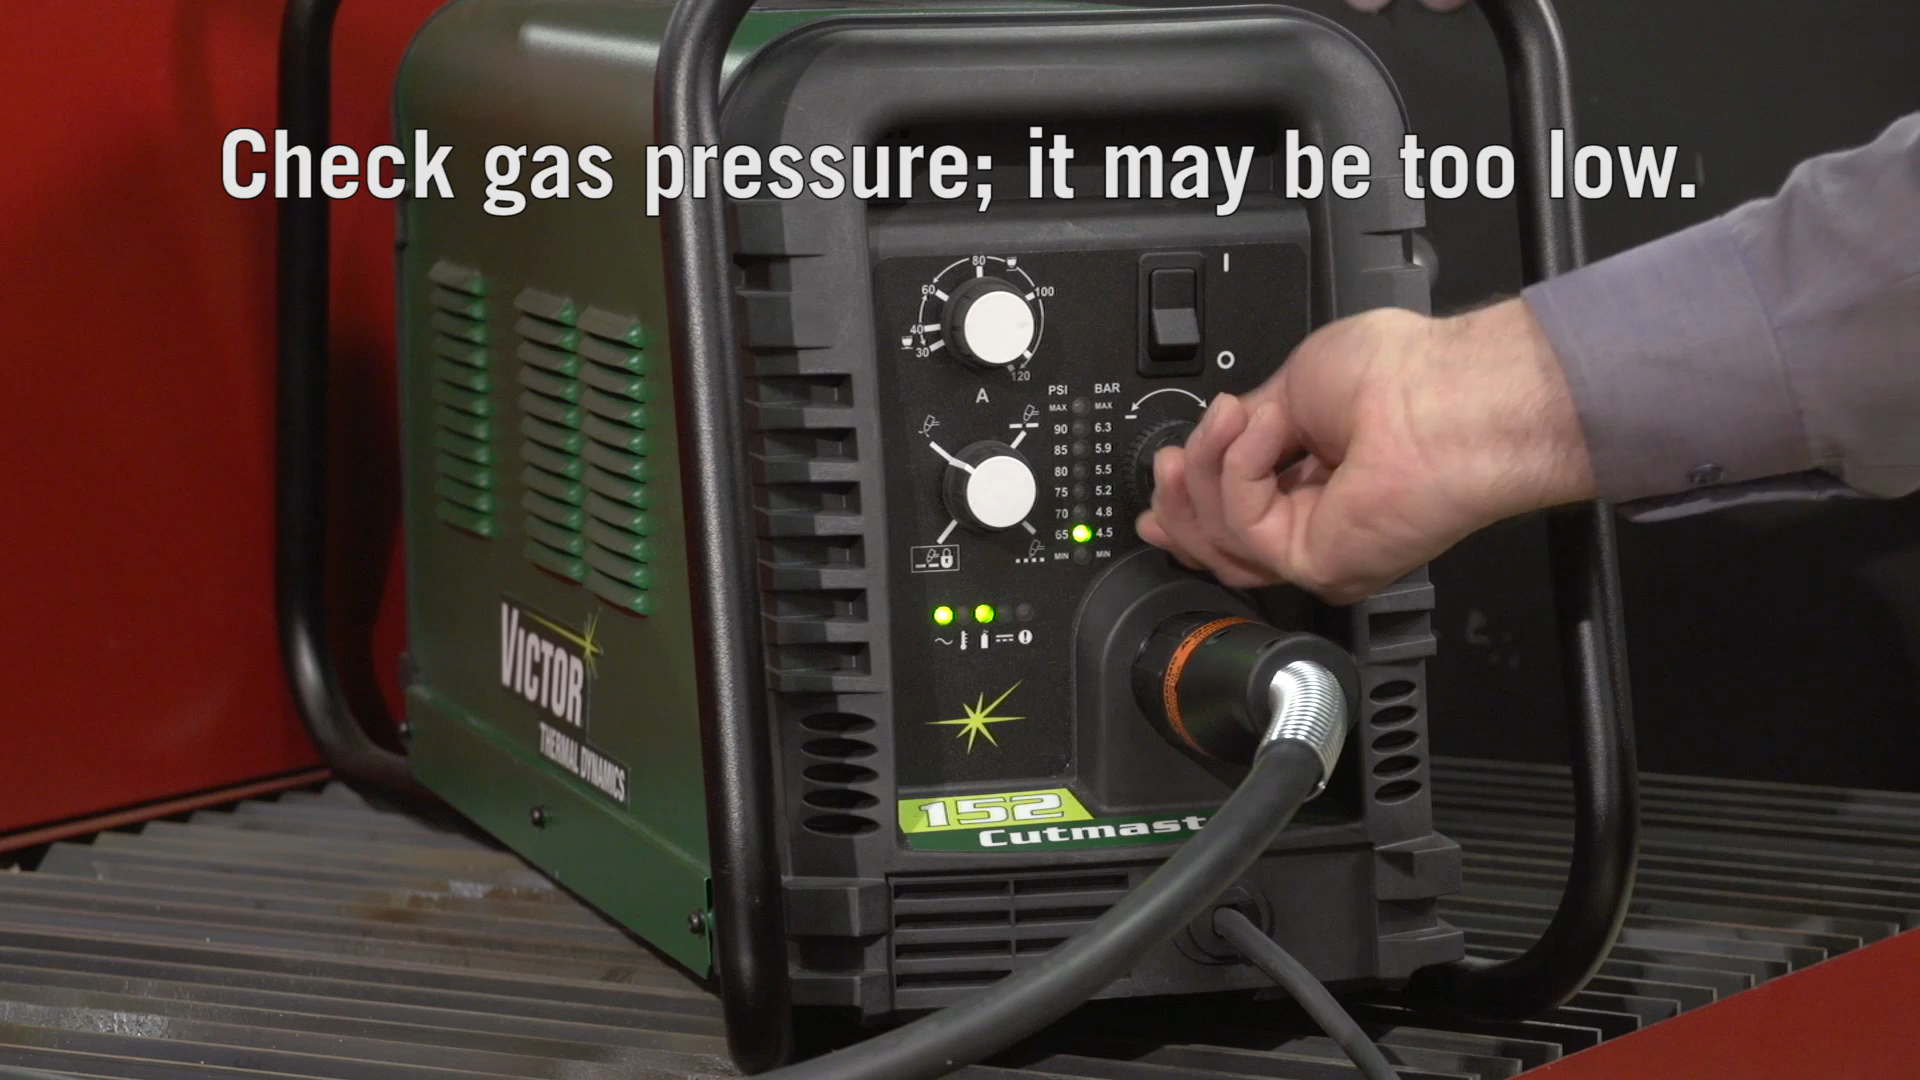 Check gas pressure; it may be too low.
80
60
100
40
30
120
A
I
O
PSI BAR
MAX MAX
90 6.3
85 5.9
80 5.5
75 5.2
70 4.8
65 4.5
MIN MIN
VICTOR
THERMAL DYNAMICS
152
Cutmast